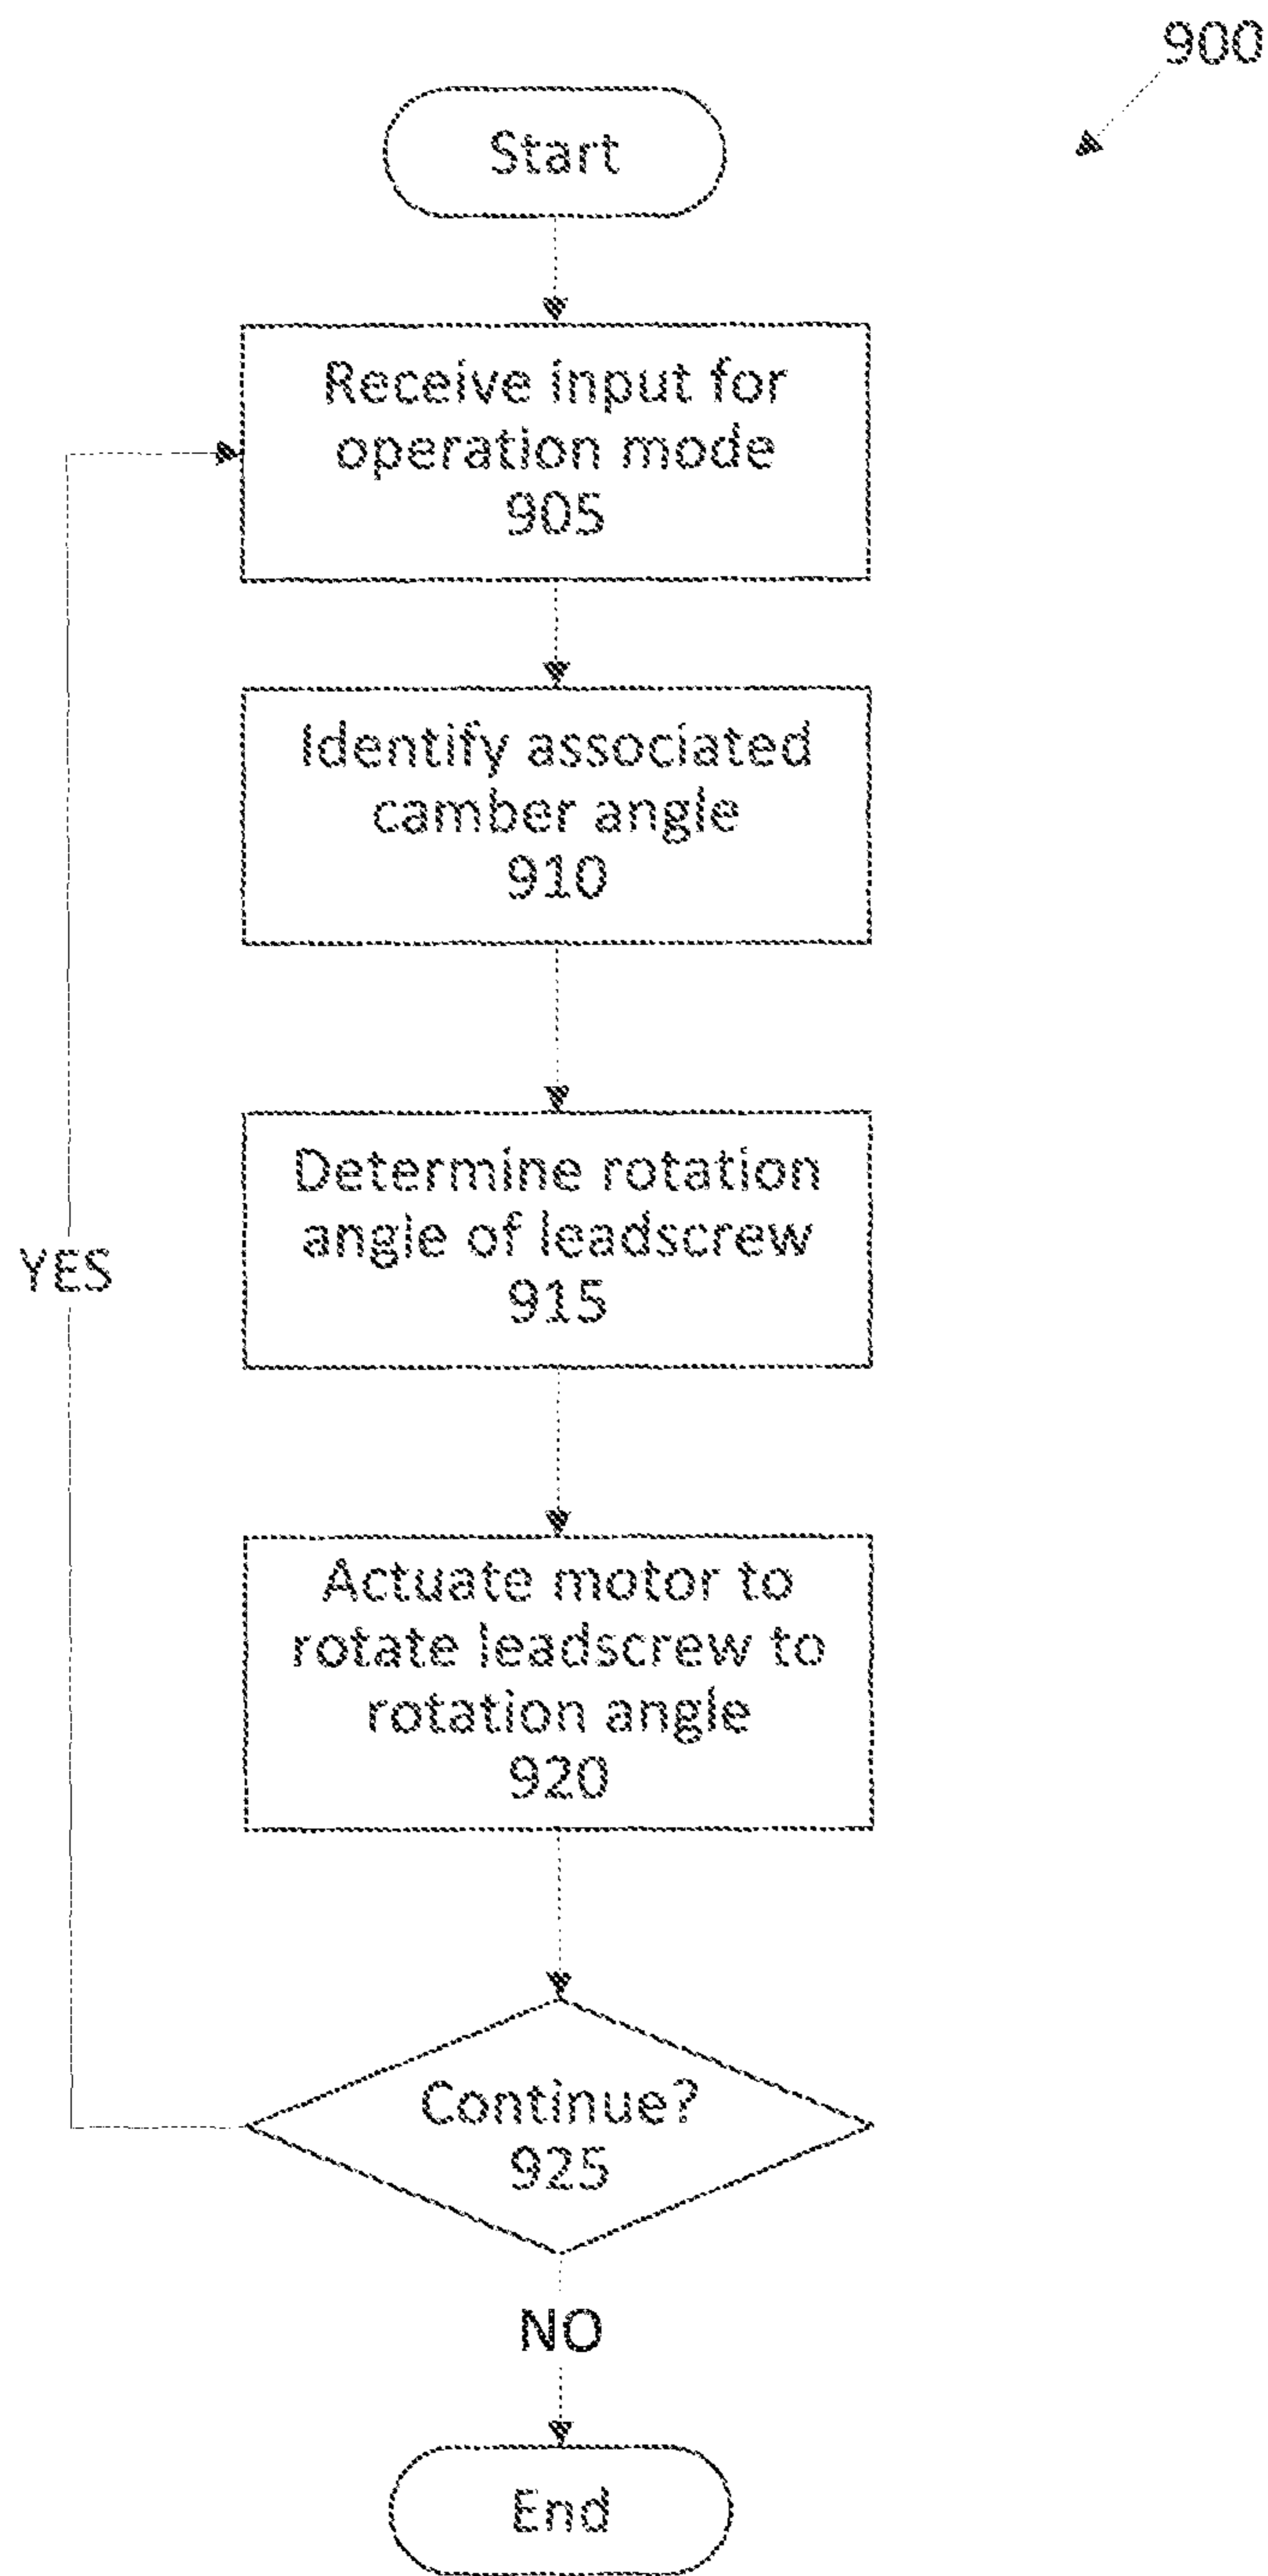 900
Start
Receive input for
operation mode
905
Identify associated
camber angle
910
Determine rotation
angle of leadscrew
915
YES
Actuate motor to
rotate leadscrew to
rotation angle
920
Continue?
925
NO
End